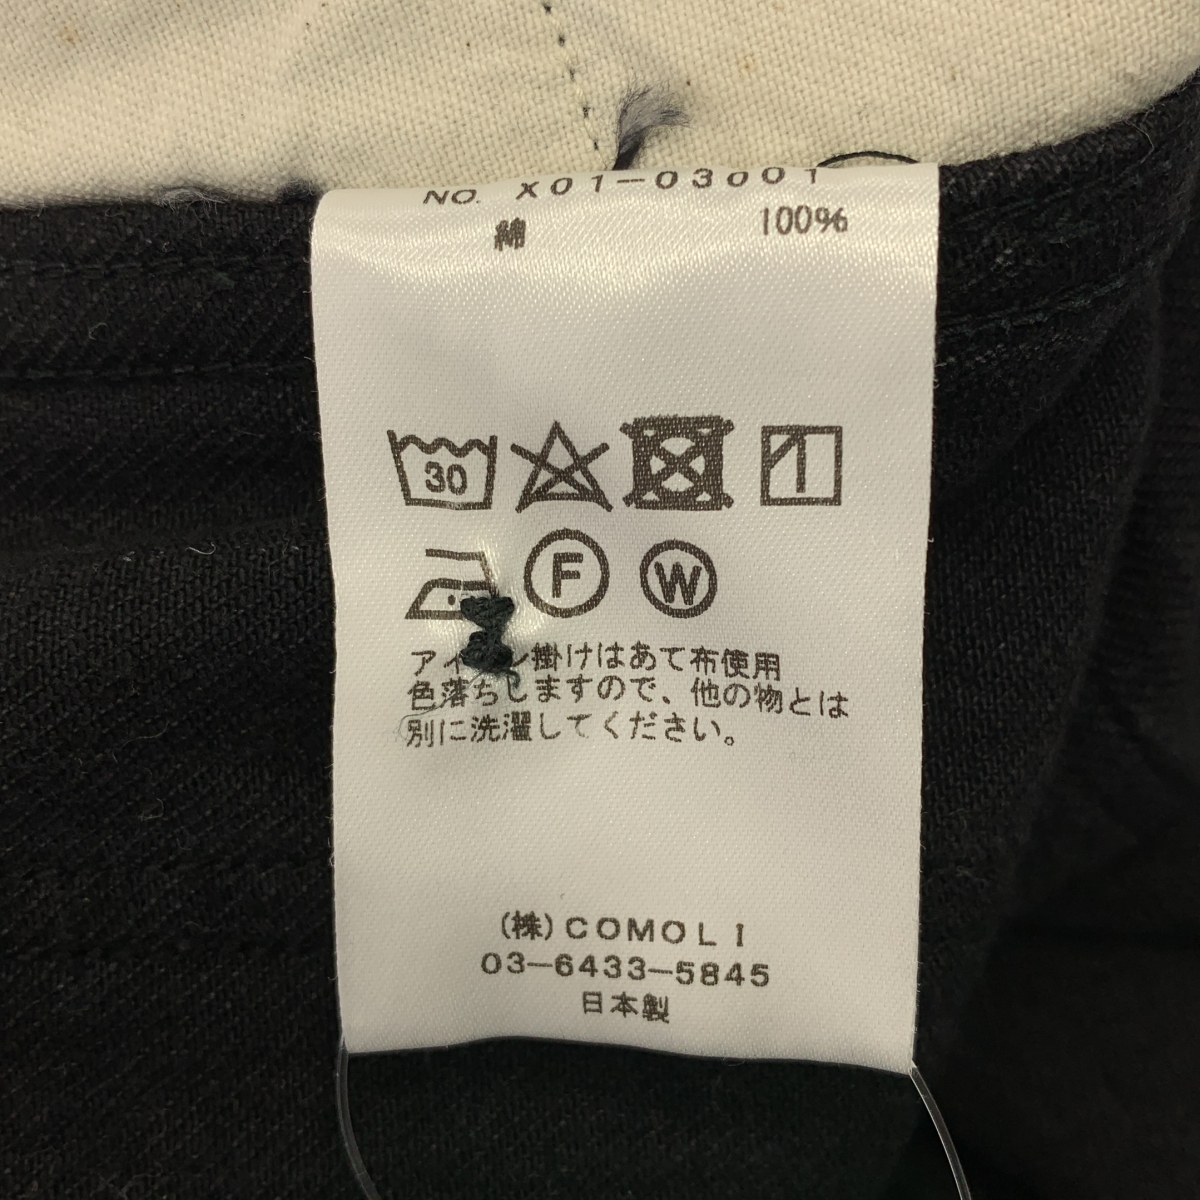 NO. X01-03001
綿 100%
30
F W
アイロン掛けはあて布使用
色落ちしますので、他の物とは
別に洗濯してください。
(株)COMOLI
03-6433-5845
日本製